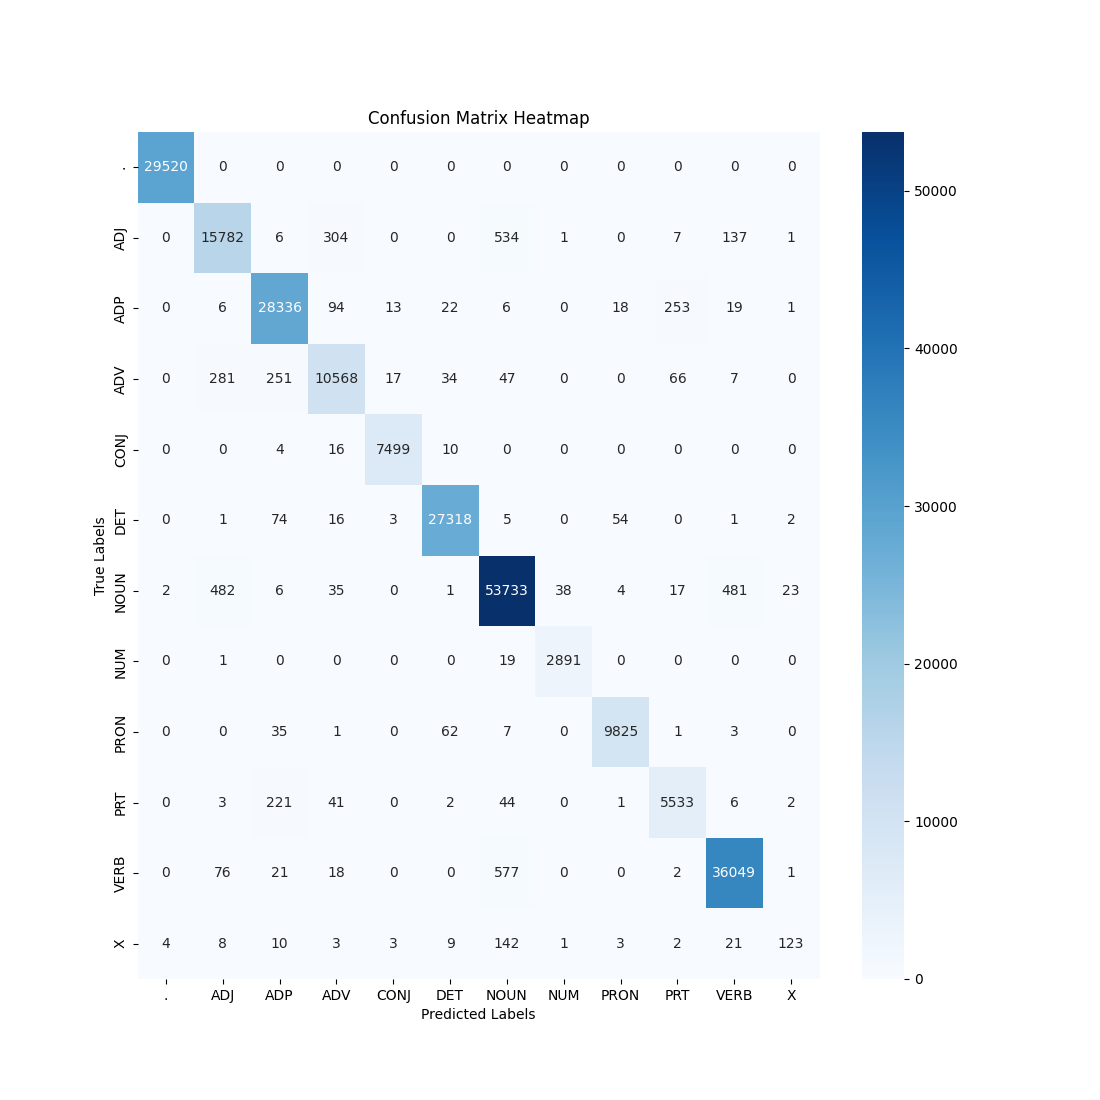 Confusion Matrix Heatmap
. 29520 0 0 0 0 0 0 0 0 0 0 0
ADJ 0 15782 6 304 0 0 534 1 0 7 137 1
ADP 0 6 28336 94 13 22 6 0 18 253 19 1
ADV 0 281 251 10568 17 34 47 0 0 66 7 0
CONJ 0 0 4 16 7499 10 0 0 0 0 0 0
DET 0 1 74 16 3 27318 5 0 54 0 1 2
NOUN 2 482 6 35 0 1 53733 38 4 17 481 23
NUM 0 1 0 0 0 0 19 2891 0 0 0 0
PRON 0 0 35 1 0 62 7 0 9825 1 3 0
PRT 0 3 221 41 0 2 44 0 1 5533 6 2
VERB 0 76 21 18 0 0 577 0 0 2 36049 1
X 4 8 10 3 3 9 142 1 3 2 21 123
. ADJ ADP ADV CONJ DET NOUN NUM PRON PRT VERB X
Predicted Labels
True Labels
50000
40000
30000
20000
10000
0